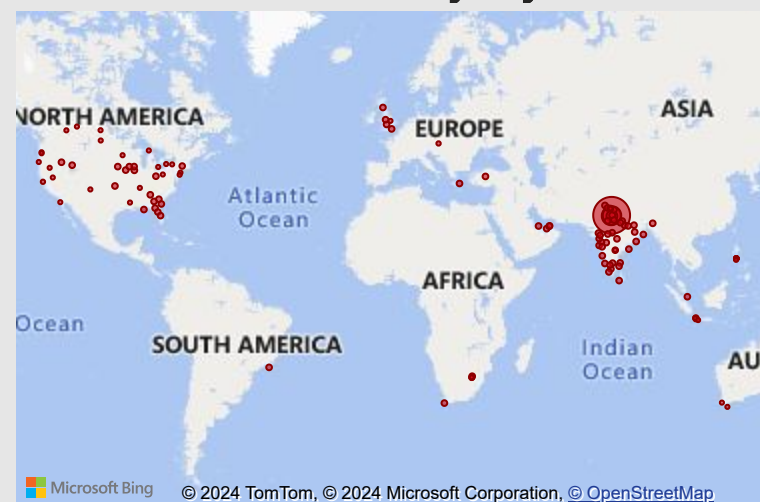 NORTH AMERICA
EUROPE
ASIA
Atlantic
Ocean
AFRICA
Ocean
SOUTH AMERICA
Indian
Ocean
AU
Microsoft Bing
© 2024 TomTom, © 2024 Microsoft Corporation, © OpenStreetMap